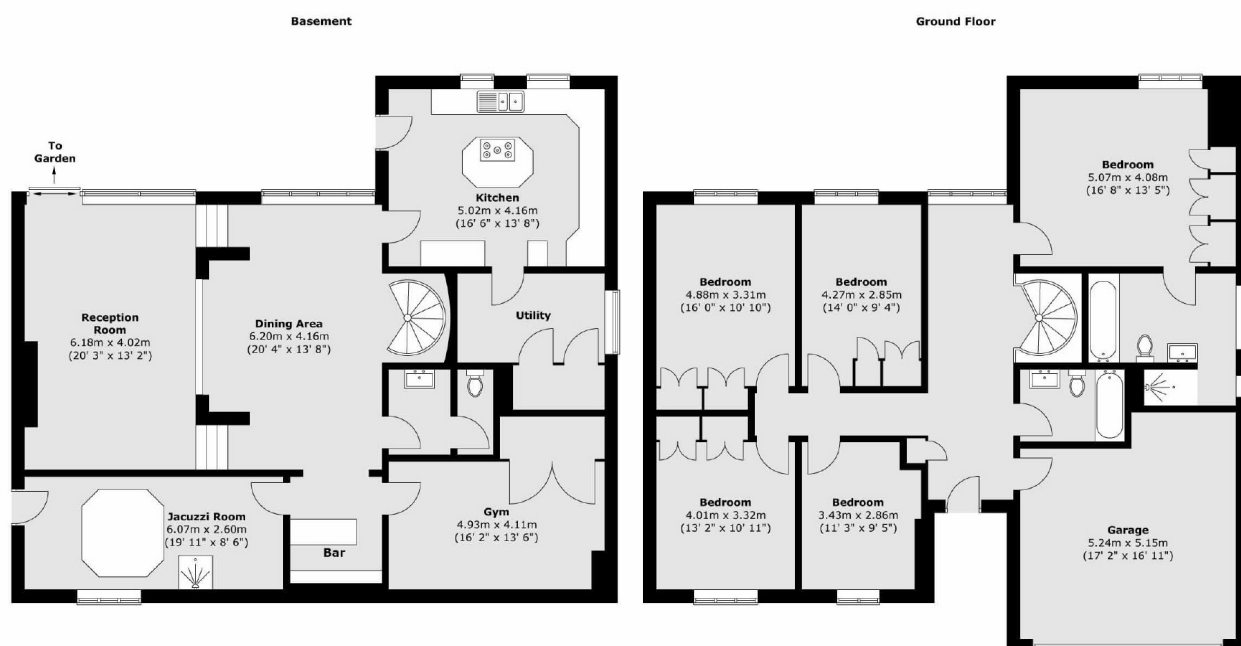 Basement
To
Garden
Kitchen
5.02m x 4.16m
(16' 6" x 13' 8")
Reception
Room
6.18m x 4.02m
(20' 3" x 13' 2")
Dining Area
6.20m x 4.16m
(20' 4" x 13' 8")
Utility
Jacuzzi Room
6.07m x 2.60m
(19' 11" x 8' 6")
Bar
Gym
4.93m x 4.11m
(16' 2" x 13' 6")
Ground Floor
Bedroom
5.07m x 4.08m
(16' 8" x 13' 5")
Bedroom
4.88m x 3.31m
(16' 0" x 10' 10")
Bedroom
4.27m x 2.85m
(14' 0" x 9' 4")
Bedroom
4.01m x 3.32m
(13' 2" x 10' 11")
Bedroom
3.43m x 2.86m
(11' 3" x 9' 5")
Garage
5.24m x 5.15m
(17' 2" x 16' 11")